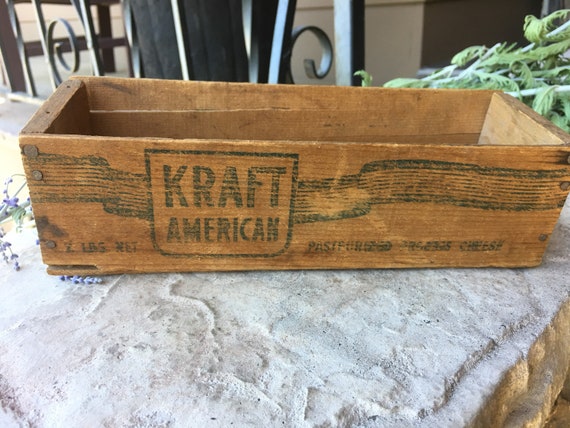 KRAFT
AMERICAN
2 LBS. NET PASTEURIZED PROCESS CHEESE